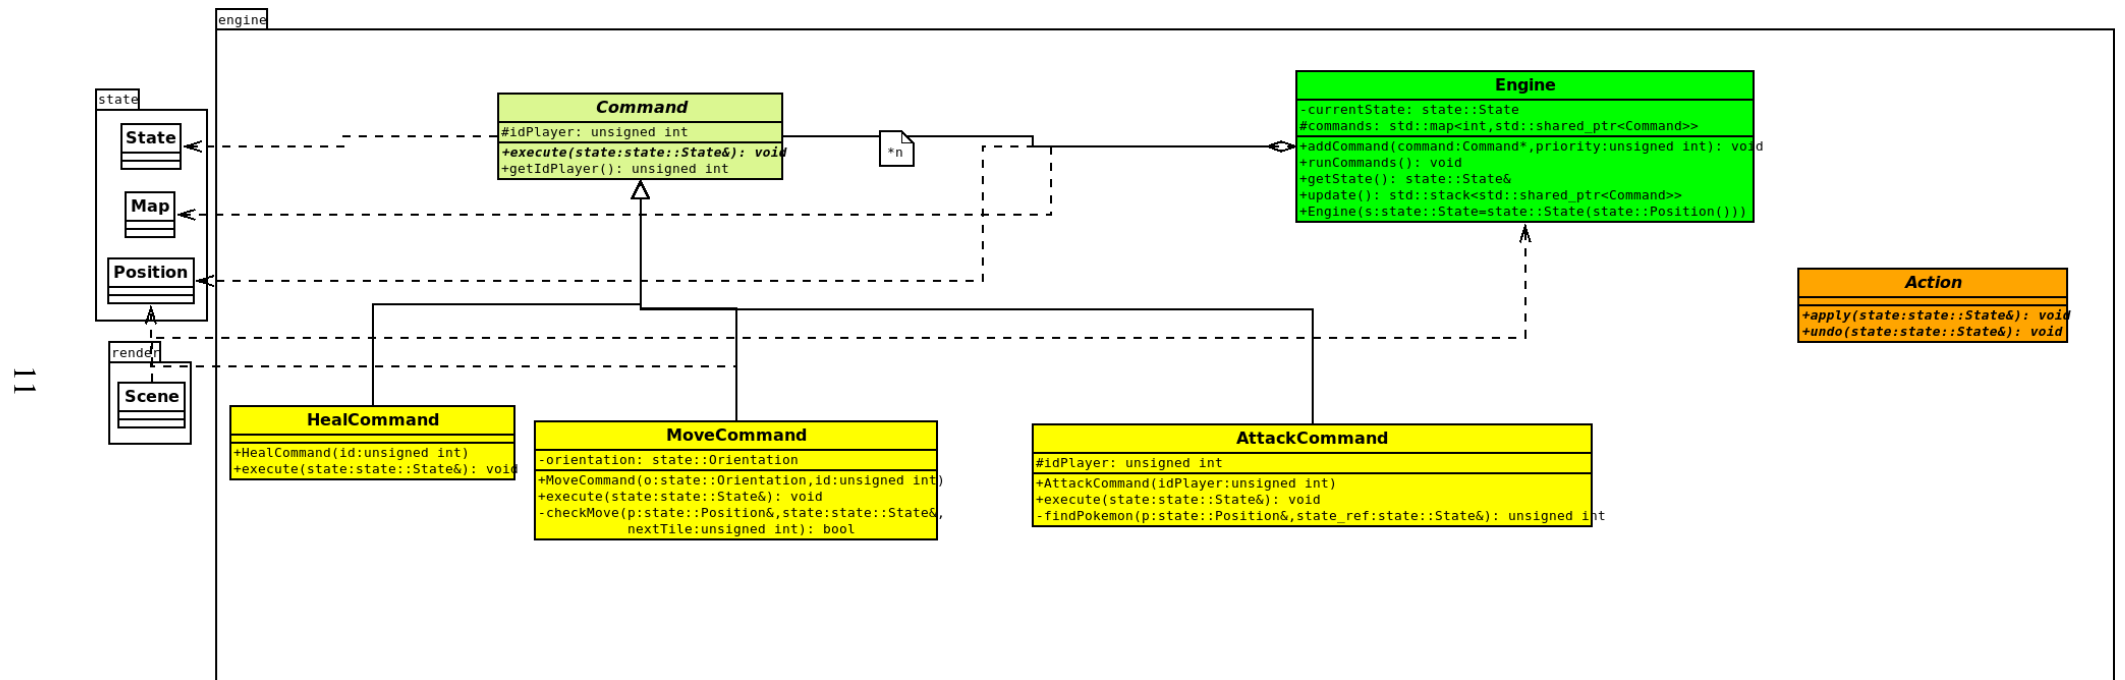 engine
state
State
Map
Position
render
Scene
11
Command
#idPlayer: unsigned int
+execute(state:state::State&): void
+getIdPlayer(): unsigned int
*n
Engine
-currentState: state::State
#commands: std::map<int,std::shared_ptr<Command>>
+addCommand(command:Command*,priority:unsigned int): void
+runCommands(): void
+getState(): state::State&
+update(): std::stack<std::shared_ptr<Command>>
+Engine(s:state::State=state::State(state::Position()))
Action
+apply(state:state::State&): void
+undo(state:state::State&): void
HealCommand
+HealCommand(id:unsigned int)
+execute(state:state::State&): void
MoveCommand
-orientation: state::Orientation
+MoveCommand(o:state::Orientation,id:unsigned int)
+execute(state:state::State&): void
-checkMove(p:state::Position&,state:state::State&,
nextTile:unsigned int): bool
AttackCommand
#idPlayer: unsigned int
+AttackCommand(idPlayer:unsigned int)
+execute(state:state::State&): void
-findPokemon(p:state::Position&,state_ref:state::State&): unsigned int